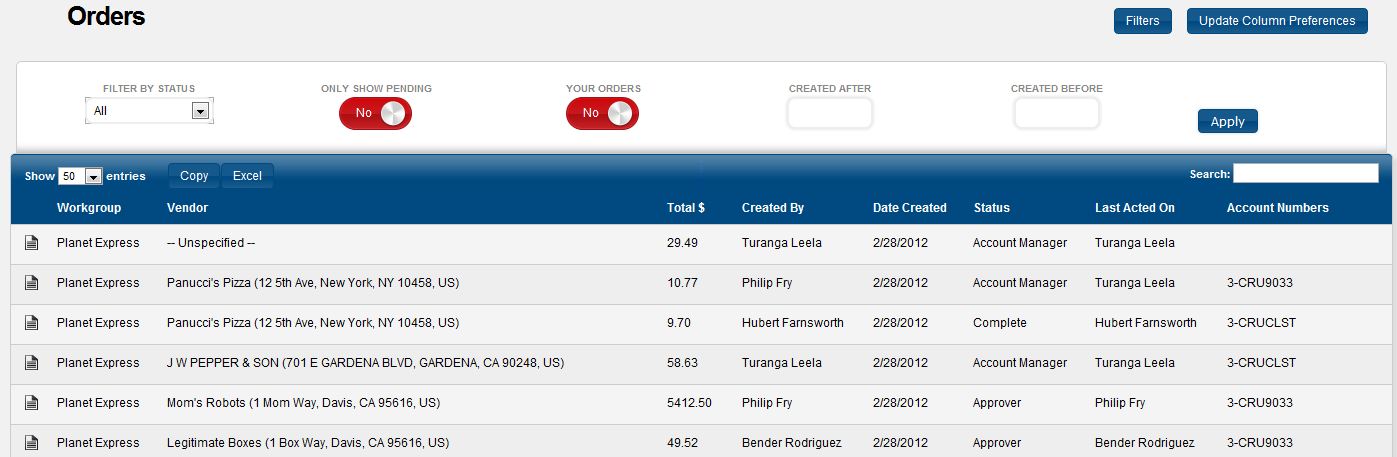 Orders
Filters Update Column Preferences
FILTER BY STATUS ONLY SHOW PENDING YOUR ORDERS CREATED AFTER CREATED BEFORE
All No No Apply
Show 50 entries Copy Excel Search:
Workgroup Vendor Total $ Created By Date Created Status Last Acted On Account Numbers
Planet Express -- Unspecified -- 29.49 Turanga Leela 2/28/2012 Account Manager Turanga Leela
Planet Express Panucci's Pizza (12 5th Ave, New York, NY 10458, US) 10.77 Philip Fry 2/28/2012 Account Manager Turanga Leela 3-CRU9033
Planet Express Panucci's Pizza (12 5th Ave, New York, NY 10458, US) 9.70 Hubert Farnsworth 2/28/2012 Complete Hubert Farnsworth 3-CRUCLST
Planet Express J W PEPPER & SON (701 E GARDENA BLVD, GARDENA, CA 90248, US) 58.63 Turanga Leela 2/28/2012 Account Manager Turanga Leela 3-CRUCLST
Planet Express Mom's Robots (1 Mom Way, Davis, CA 95616, US) 5412.50 Philip Fry 2/28/2012 Approver Philip Fry 3-CRU9033
Planet Express Legitimate Boxes (1 Box Way, Davis, CA 95616, US) 49.52 Bender Rodriguez 2/28/2012 Approver Bender Rodriguez 3-CRU9033